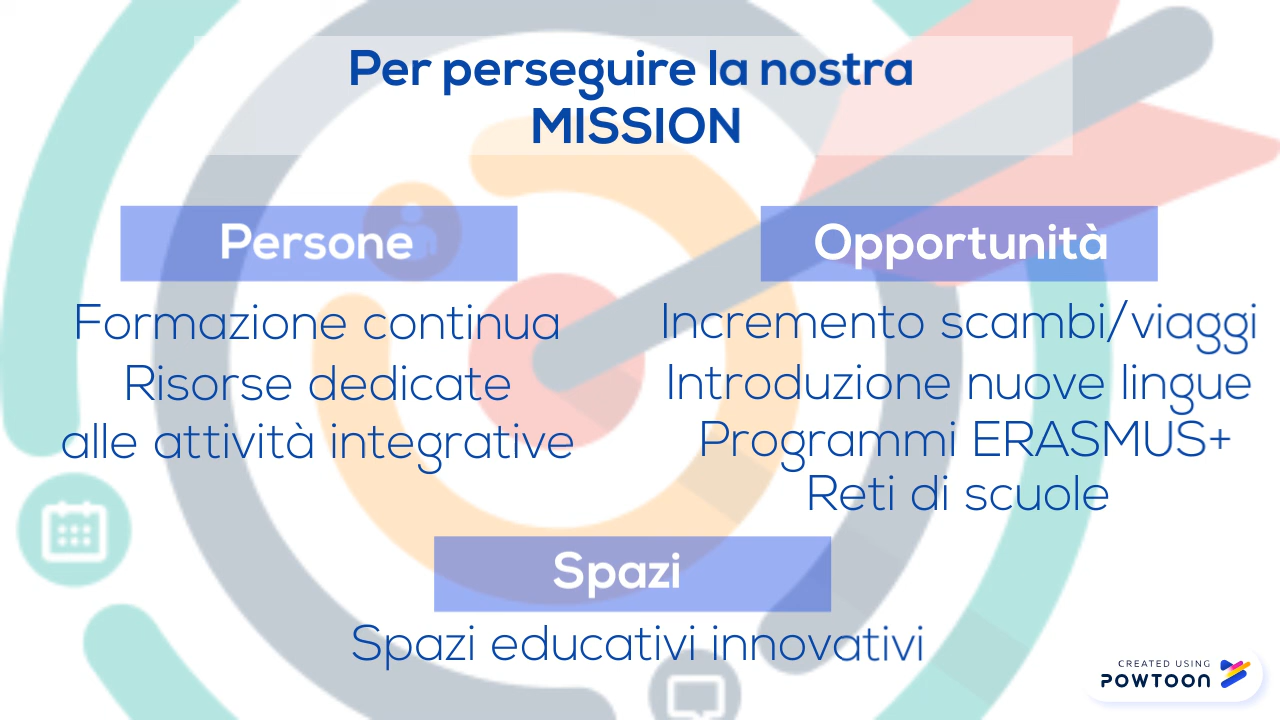 Per perseguire la nostra
MISSION
Persone
Formazione continua
Risorse dedicate
alle attività integrative
Opportunità
Incremento scambi/viaggi
Introduzione nuove lingue
Programmi ERASMUS+
Reti di scuole
Spazi
Spazi educativi innovativi
CREATED USING
POWTOON